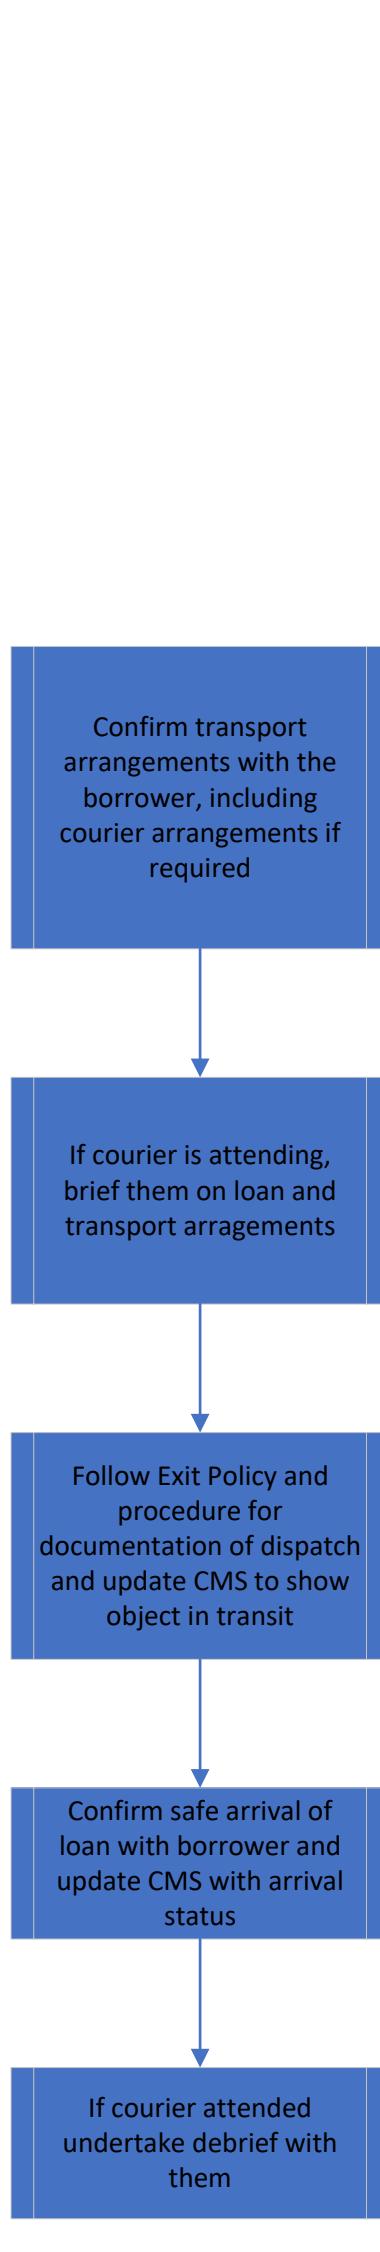 Confirm transport
arrangements with the
borrower, including
courier arrangements if
required
If courier is attending,
brief them on loan and
transport arragements
Follow Exit Policy and
procedure for
documentation of dispatch
and update CMS to show
object in transit
Confirm safe arrival of
loan with borrower and
update CMS with arrival
status
If courier attended
undertake debrief with
them